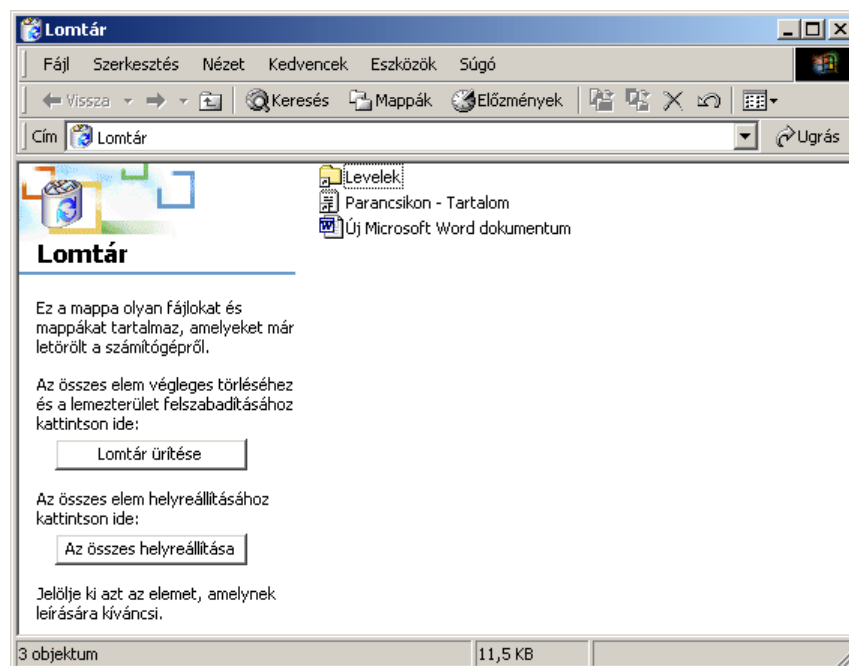 Lomtár
Fájl Szerkesztés Nézet Kedvencek Eszközök Súgó
Vissza Keresés Mappák Előzmények
Cím Lomtár Ugrás
Levelek
Parancsikon - Tartalom
Új Microsoft Word dokumentum
Lomtár
Ez a mappa olyan fájlokat és
mappákat tartalmaz, amelyeket már
letörölt a számítógépről.
Az összes elem végleges törléséhez
és a lemezterület felszabadításához
kattintson ide:
Lomtár ürítése
Az összes elem helyreállításához
kattintson ide:
Az összes helyreállítása
Jelölje ki azt az elemet, amelynek
leírására kíváncsi.
3 objektum 11,5 KB